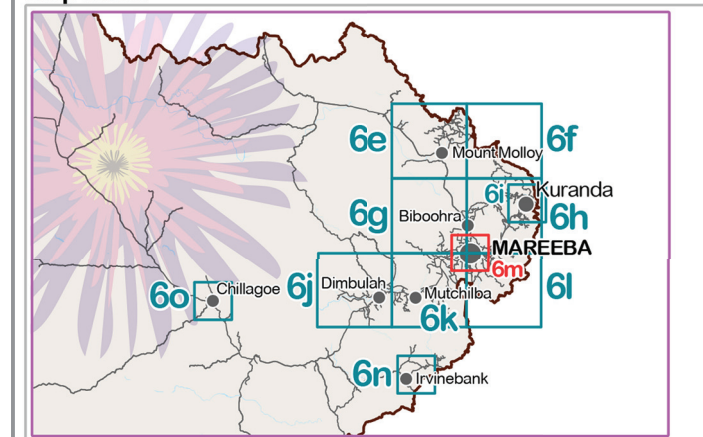 6e
6f
Mount Molloy
6i
Kuranda
6g
Biboohra
6h
MAREEBA
6m
6o
Chillagoe
6j
Dimbulah
Mutchilba
6l
6k
6n
Irvinebank